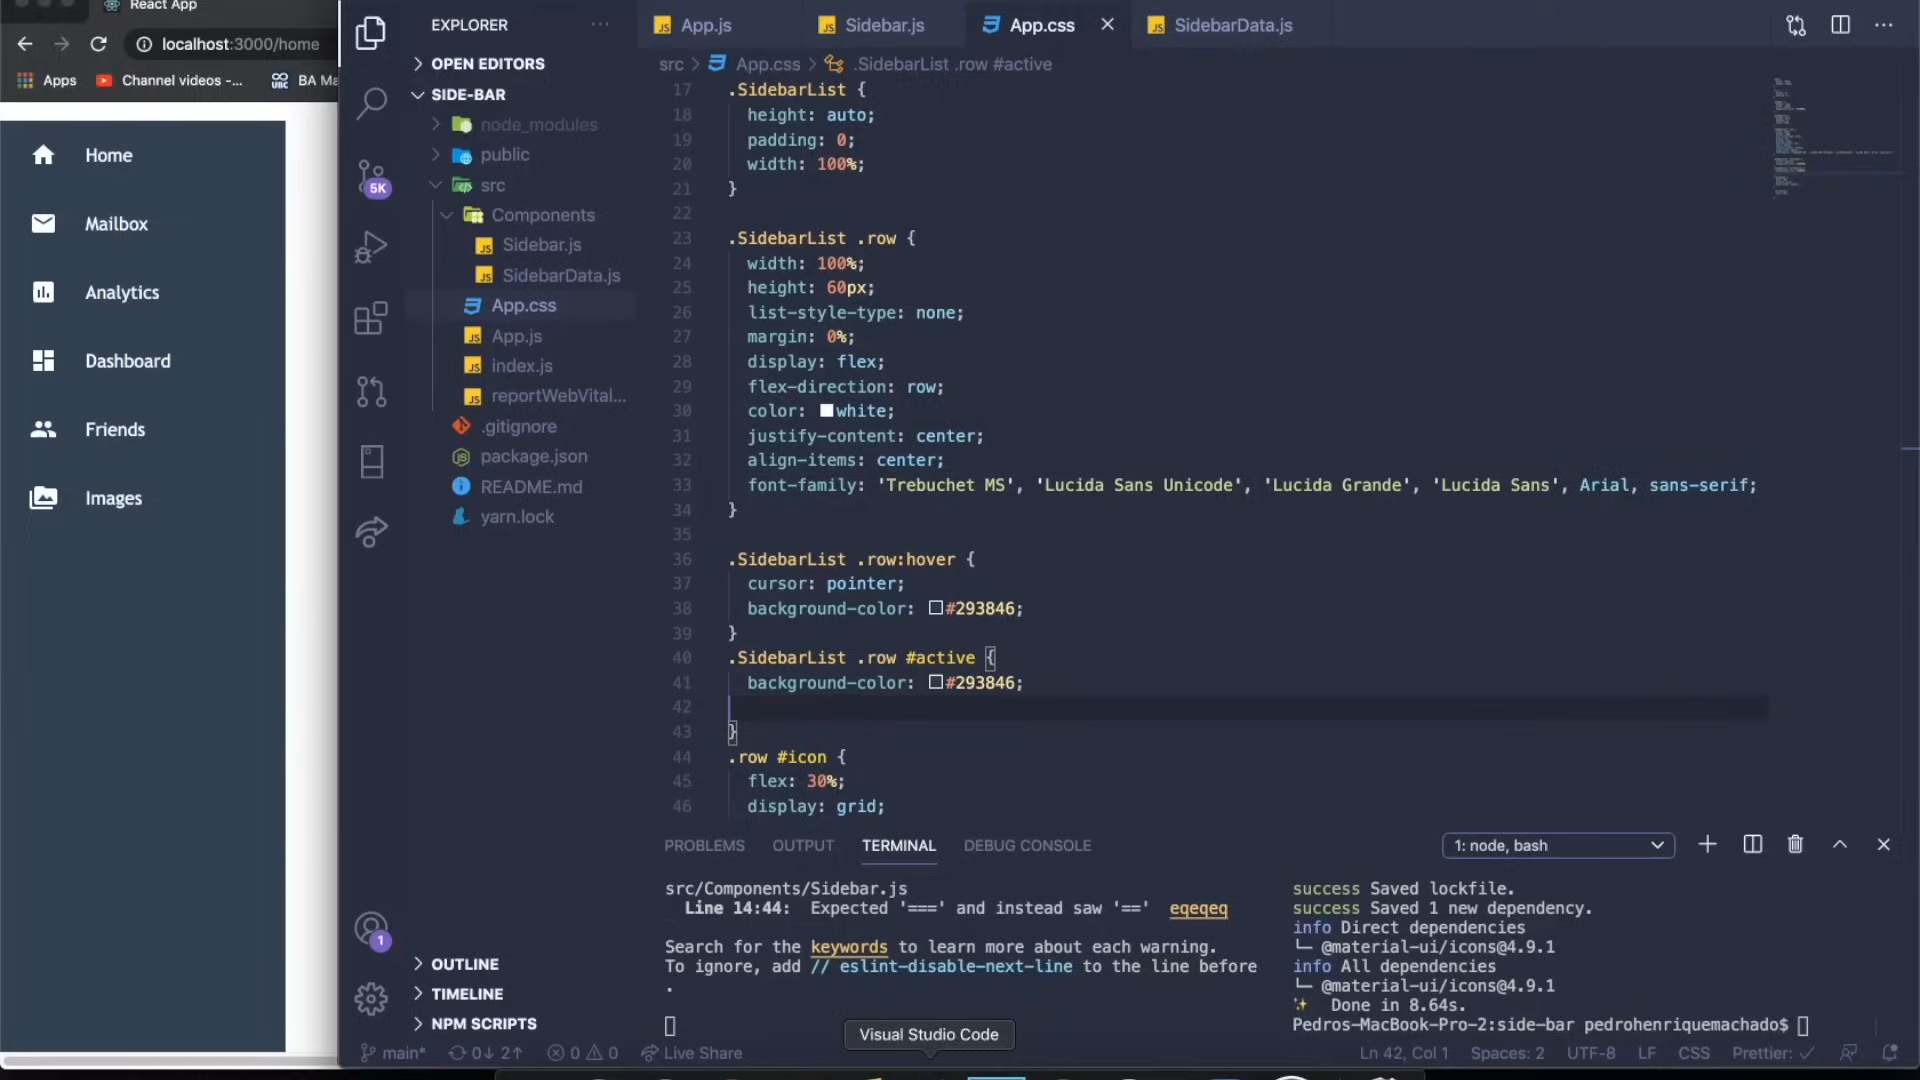 React App
localhost:3000/home
Apps
Channel videos -...
UBC
BA Ma
Home
Mailbox
Analytics
Dashboard
Friends
Images
5K
1
EXPLORER
OPEN EDITORS
SIDE-BAR
node_modules
public
src
Components
JS Sidebar.js
JS SidebarData.js
App.css
JS App.js
JS index.js
JS reportWebVital...
.gitignore
package.json
README.md
yarn.lock
OUTLINE
TIMELINE
NPM SCRIPTS
JS App.js
JS Sidebar.js
App.css
JS SidebarData.js
src > App.css > .SidebarList .row #active
17 .SidebarList {
18 height: auto;
19 padding: 0;
20 width: 100%;
21 }
22
23 .SidebarList .row {
24 width: 100%;
25 height: 60px;
26 list-style-type: none;
27 margin: 0%;
28 display: flex;
29 flex-direction: row;
30 color: white;
31 justify-content: center;
32 align-items: center;
33 font-family: 'Trebuchet MS', 'Lucida Sans Unicode', 'Lucida Grande', 'Lucida Sans', Arial, sans-serif;
34 }
35
36 .SidebarList .row:hover {
37 cursor: pointer;
38 background-color: #293846;
39 }
40 .SidebarList .row #active {
41 background-color: #293846;
42
43 }
44 .row #icon {
45 flex: 30%;
46 display: grid;
PROBLEMS
OUTPUT
TERMINAL
DEBUG CONSOLE
1: node, bash
src/Components/Sidebar.js
Line 14:44: Expected '===' and instead saw '==' eqeqeq
Search for the keywords to learn more about each warning.
To ignore, add // eslint-disable-next-line to the line before
.
success Saved lockfile.
success Saved 1 new dependency.
info Direct dependencies
└─ @material-ui/icons@4.9.1
info All dependencies
└─ @material-ui/icons@4.9.1
✨ Done in 8.64s.
Pedros-MacBook-Pro-2:side-bar pedrohenriquemachado$
Visual Studio Code
main*
0↓ 2↑
0
0
Live Share
Ln 42, Col 1
Spaces: 2
UTF-8
LF
CSS
Prettier: ✓